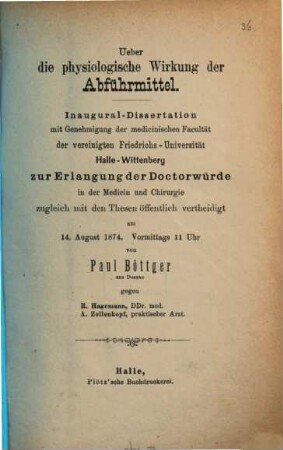 36.
Ueber
die physiologische Wirkung der
Abführmittel.
Inaugural-Dissertation
mit Genehmigung der medicinischen Facultät
der vereinigten Friedrichs-Universität
Halle-Wittenberg
zur Erlangung der Doctorwürde
in der Medicin und Chirurgie
zugleich mit den Thesen öffentlich vertheidigt
am
14. August 1874. Vormittags 11 Uhr
von
Paul Böttger
aus Dessau
gegen
R. Hagemann, DDr. med.
A. Zellenkopf, praktischer Arzt.
Halle,
Plötz'sche Buchdruckerei.